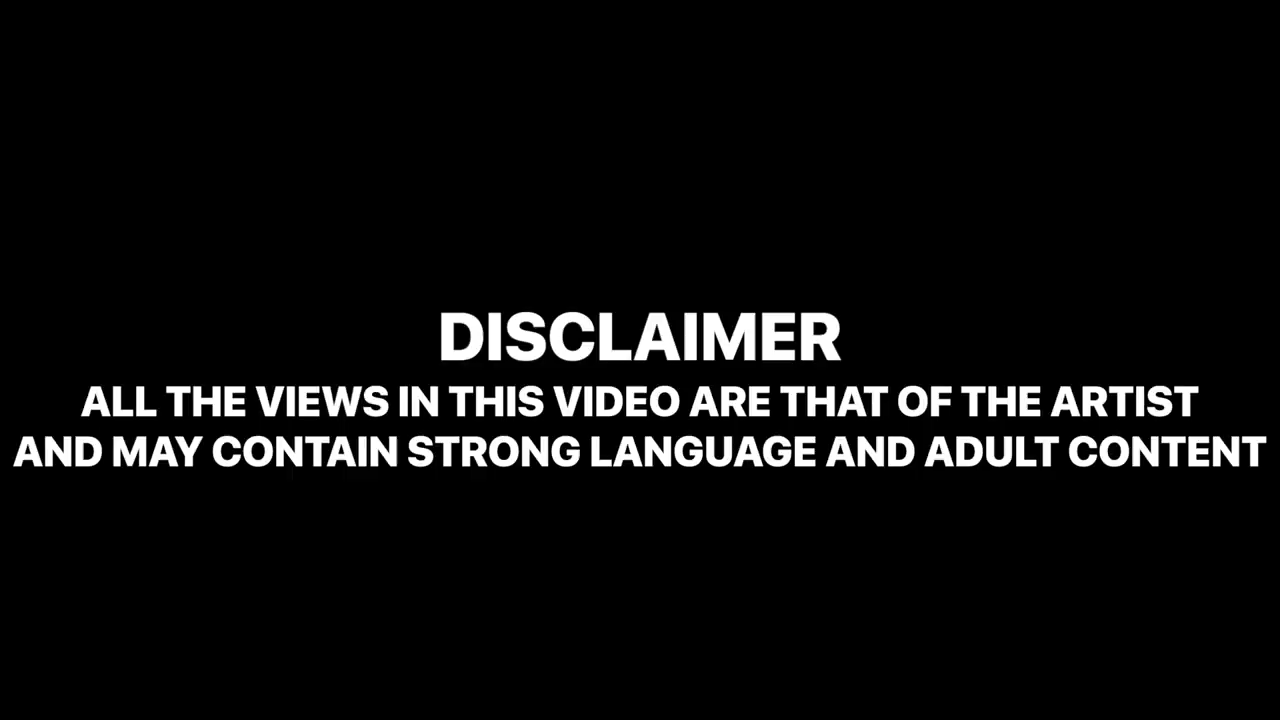 DISCLAIMER
ALL THE VIEWS IN THIS VIDEO ARE THAT OF THE ARTIST
AND MAY CONTAIN STRONG LANGUAGE AND ADULT CONTENT